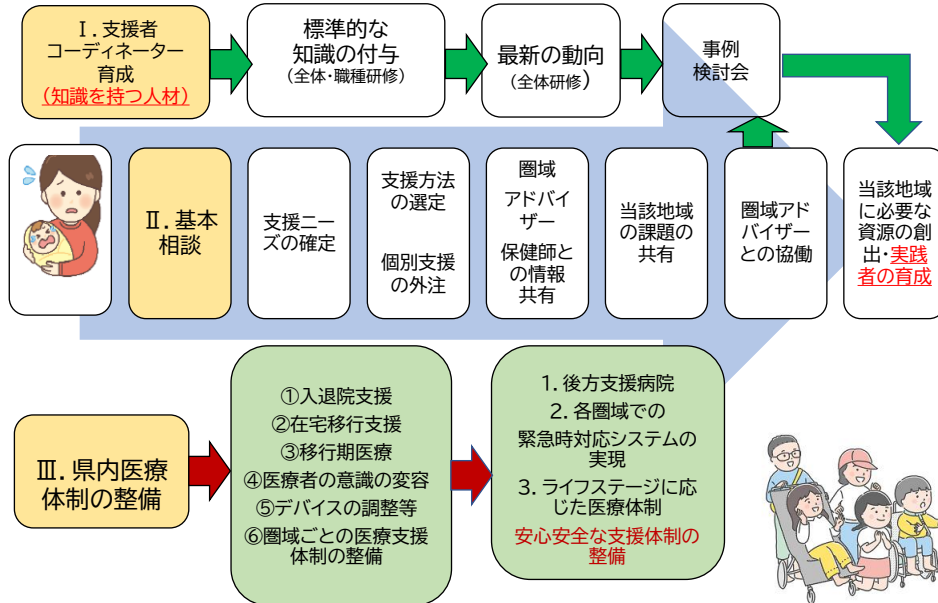 Ⅰ.支援者
コーディネーター
育成
(知識を持つ人材)
標準的な
知識の付与
(全体・職種研修)
最新の動向
(全体研修)
事例
検討会
Ⅱ.基本
相談
支援ニー
ズの確定
支援方法
の選定
個別支援
の外注
圏域
アドバイ
ザー
保健師と
の情報
共有
当該地域
の課題の
共有
圏域アド
バイザー
との協働
当該地域
に必要な
資源の創
出・実践
者の育成
Ⅲ.県内医療
体制の整備
①入退院支援
②在宅移行支援
③移行期医療
④医療者の意識の変容
⑤デバイスの調整等
⑥圏域ごとの医療支援
体制の整備
1.後方支援病院
2.各圏域での
緊急時対応システムの
実現
3.ライフステージに応
じた医療体制
安心安全な支援体制の
整備